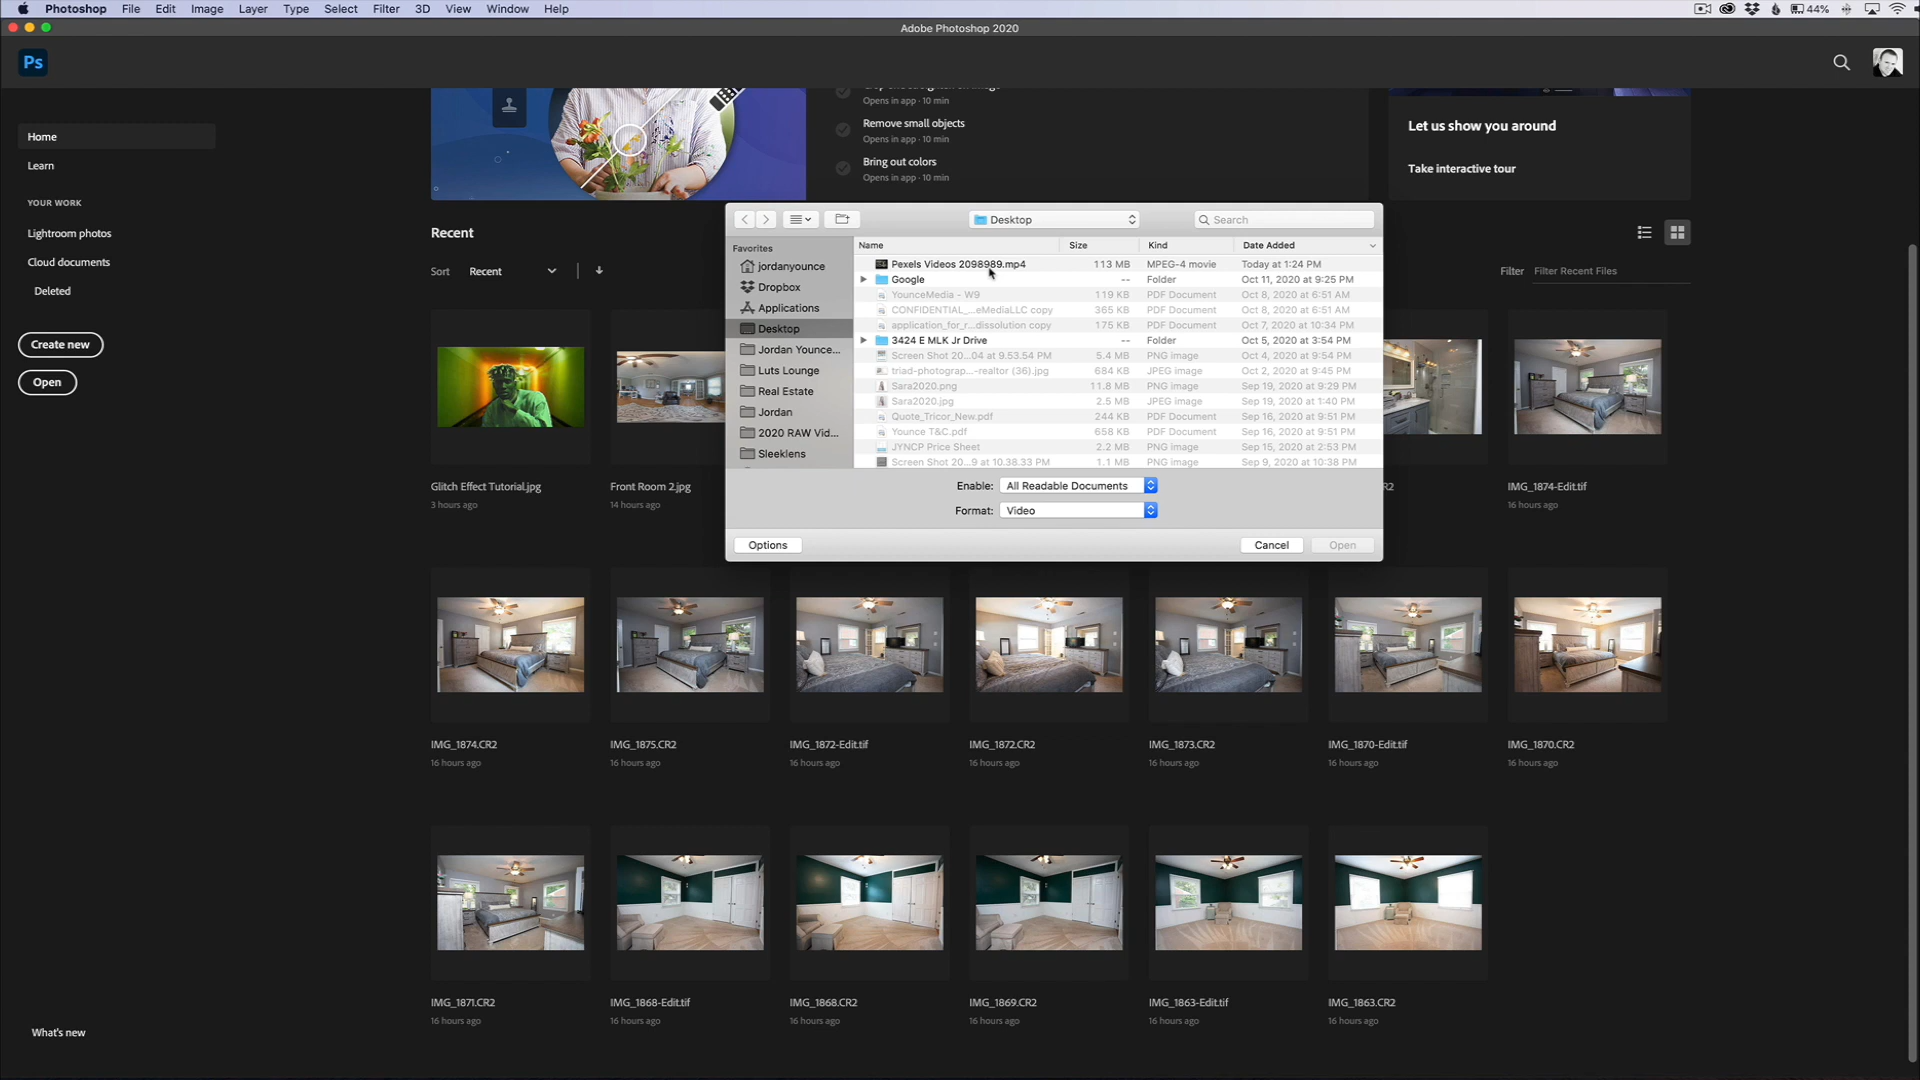 Photoshop File Edit Image Layer Type Select Filter 3D View Window Help
44%
Adobe Photoshop 2020
Ps
Home
Learn
YOUR WORK
Lightroom photos
Cloud documents
Deleted
Create new
Open
What's new
Opens in app · 10 min
Remove small objects
Opens in app · 10 min
Bring out colors
Opens in app · 10 min
Let us show you around
Take interactive tour
Recent
Sort Recent
Filter Filter Recent Files
Desktop
Search
Favorites
jordanyounce
Dropbox
Applications
Desktop
Jordan Younce...
Luts Lounge
Real Estate
Jordan
2020 RAW Vid...
Sleeklens
Name Size Kind Date Added
Pexels Videos 2098989.mp4 113 MB MPEG-4 movie Today at 1:24 PM
Google -- Folder Oct 11, 2020 at 9:25 PM
YounceMedia - W9 119 KB PDF Document Oct 8, 2020 at 6:51 AM
CONFIDENTIAL_...eMediaLLC copy 365 KB PDF Document Oct 8, 2020 at 6:51 AM
application_for_r...dissolution copy 175 KB PDF Document Oct 7, 2020 at 10:34 PM
3424 E MLK Jr Drive -- Folder Oct 5, 2020 at 3:54 PM
Screen Shot 20...04 at 9.53.54 PM 5.4 MB PNG image Oct 4, 2020 at 9:54 PM
triad-photograp...-realtor (36).jpg 684 KB JPEG image Oct 2, 2020 at 9:45 PM
Sara2020.png 11.8 MB PNG image Sep 19, 2020 at 9:29 PM
Sara2020.jpg 2.5 MB JPEG image Sep 19, 2020 at 1:40 PM
Quote_Tricor_New.pdf 244 KB PDF Document Sep 16, 2020 at 9:51 PM
Younce T&C.pdf 658 KB PDF Document Sep 16, 2020 at 9:51 PM
JYNCP Price Sheet 2.2 MB PNG image Sep 15, 2020 at 2:53 PM
Screen Shot 20...9 at 10.38.33 PM 1.1 MB PNG image Sep 9, 2020 at 10:38 PM
Enable: All Readable Documents
Format: Video
Options Cancel Open
Glitch Effect Tutorial.jpg
3 hours ago
Front Room 2.jpg
14 hours ago
R2
IMG_1874-Edit.tif
16 hours ago
IMG_1874.CR2
16 hours ago
IMG_1875.CR2
16 hours ago
IMG_1872-Edit.tif
16 hours ago
IMG_1872.CR2
16 hours ago
IMG_1873.CR2
16 hours ago
IMG_1870-Edit.tif
16 hours ago
IMG_1870.CR2
16 hours ago
IMG_1871.CR2
16 hours ago
IMG_1868-Edit.tif
16 hours ago
IMG_1868.CR2
16 hours ago
IMG_1869.CR2
16 hours ago
IMG_1863-Edit.tif
16 hours ago
IMG_1863.CR2
16 hours ago